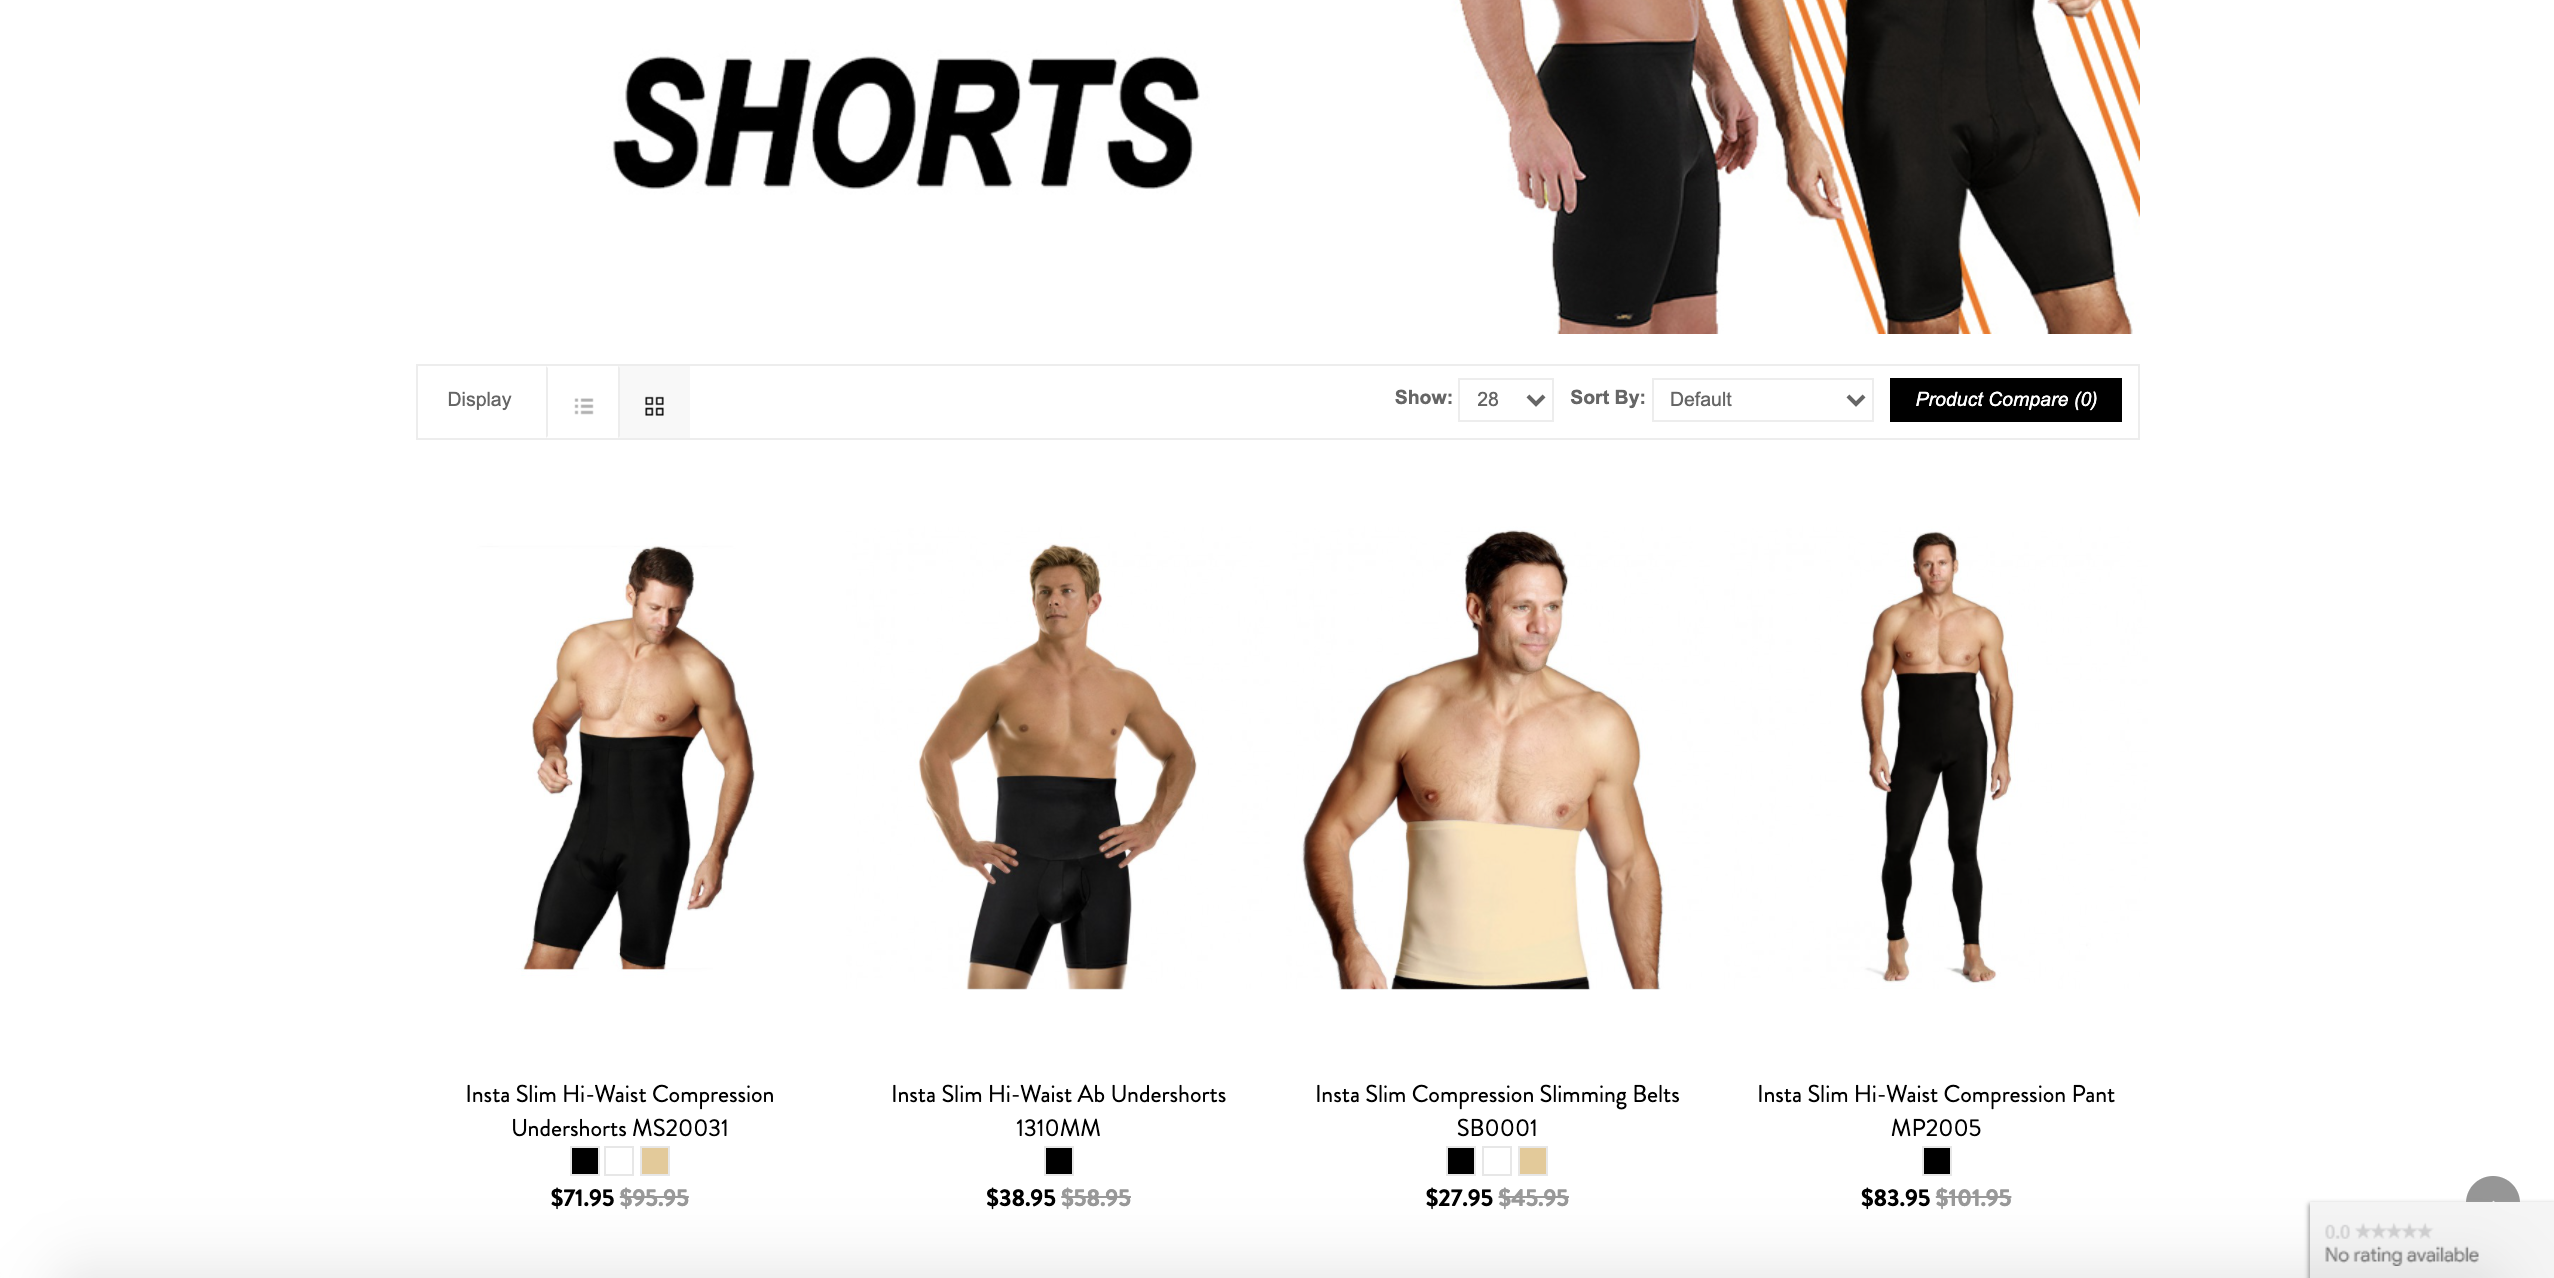 SHORTS
Display
Show: 28 Sort By: Default Product Compare (0)
Insta Slim Hi-Waist Compression
Undershorts MS20031
$71.95 $95.95
Insta Slim Hi-Waist Ab Undershorts
1310MM
$38.95 $58.95
Insta Slim Compression Slimming Belts
SB0001
$27.95 $45.95
Insta Slim Hi-Waist Compression Pant
MP2005
$83.95 $101.95
0.0 ★★★★★
No rating available